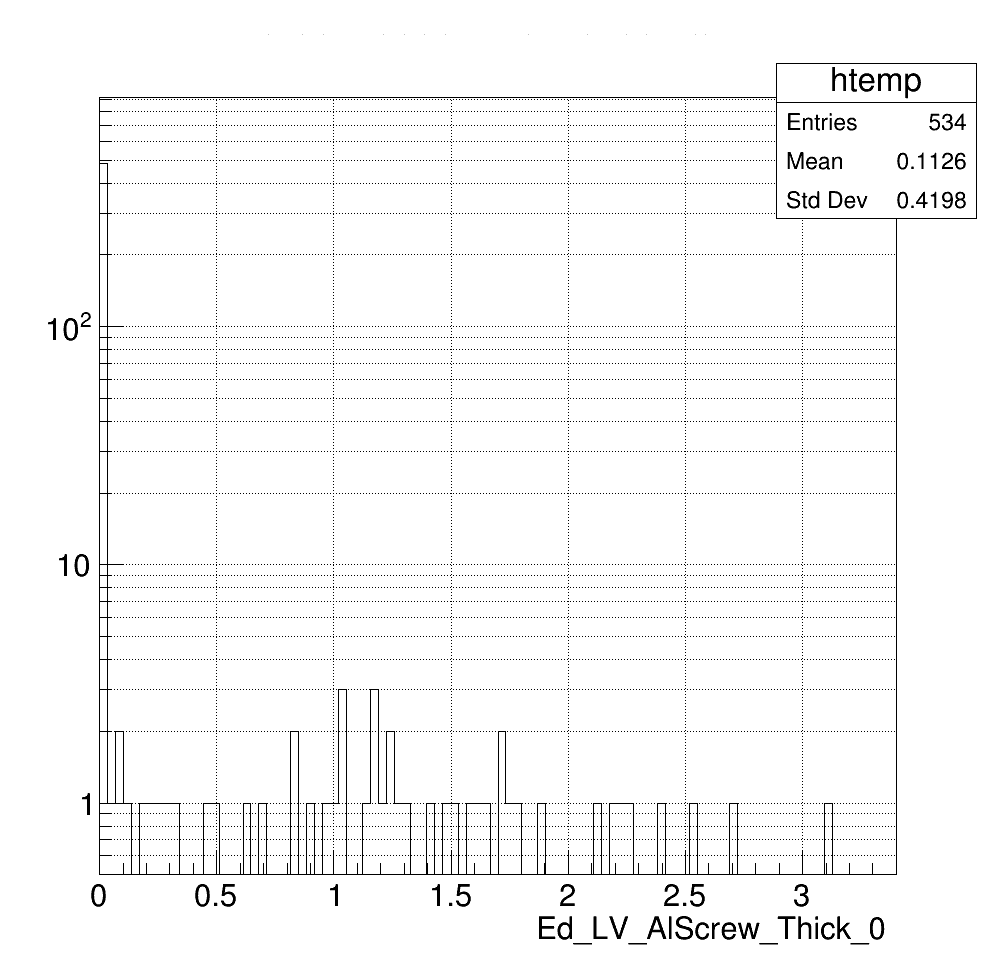 htemp
Entries 534
Mean 0.1126
Std Dev 0.4198
10²
10
1
0 0.5 1 1.5 2 2.5 3
Ed_LV_AlScrew_Thick_0